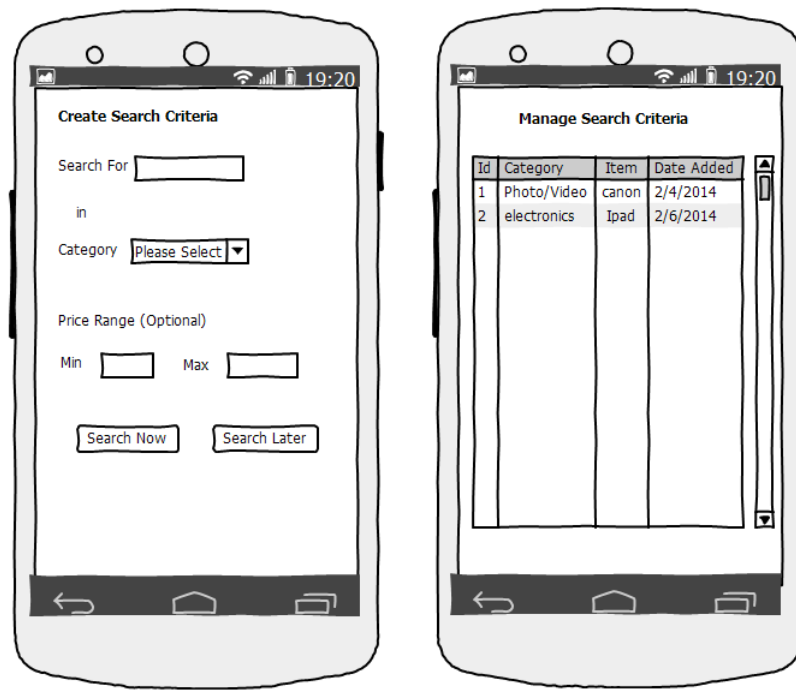 19:20
Create Search Criteria
Search For
in
Category Please Select
Price Range (Optional)
Min Max
Search Now Search Later
19:20
Manage Search Criteria
Id Category Item Date Added
1 Photo/Video canon 2/4/2014
2 electronics Ipad 2/6/2014